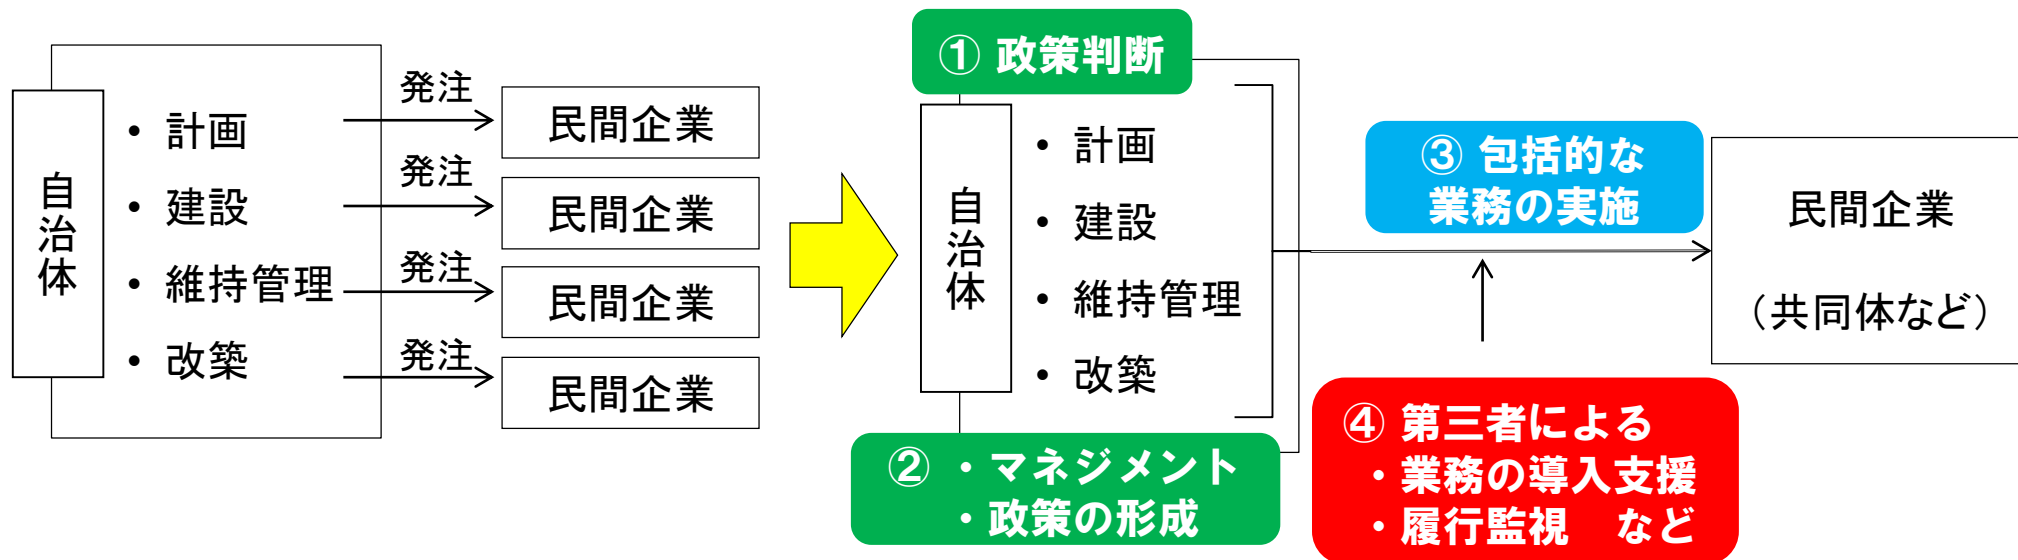 自治体
・ 計画
・ 建設
・ 維持管理
・ 改築
発注
民間企業
発注
民間企業
発注
民間企業
発注
民間企業
① 政策判断
自治体
・ 計画
・ 建設
・ 維持管理
・ 改築
② ・マネジメント
・政策の形成
③ 包括的な
業務の実施
④ 第三者による
・業務の導入支援
・履行監視　など
民間企業
（共同体など）